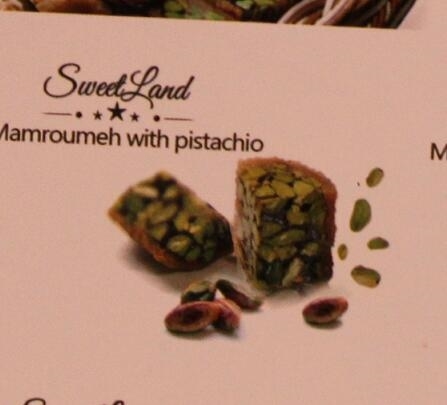 SweetLand
Mamroumeh with pistachio
M